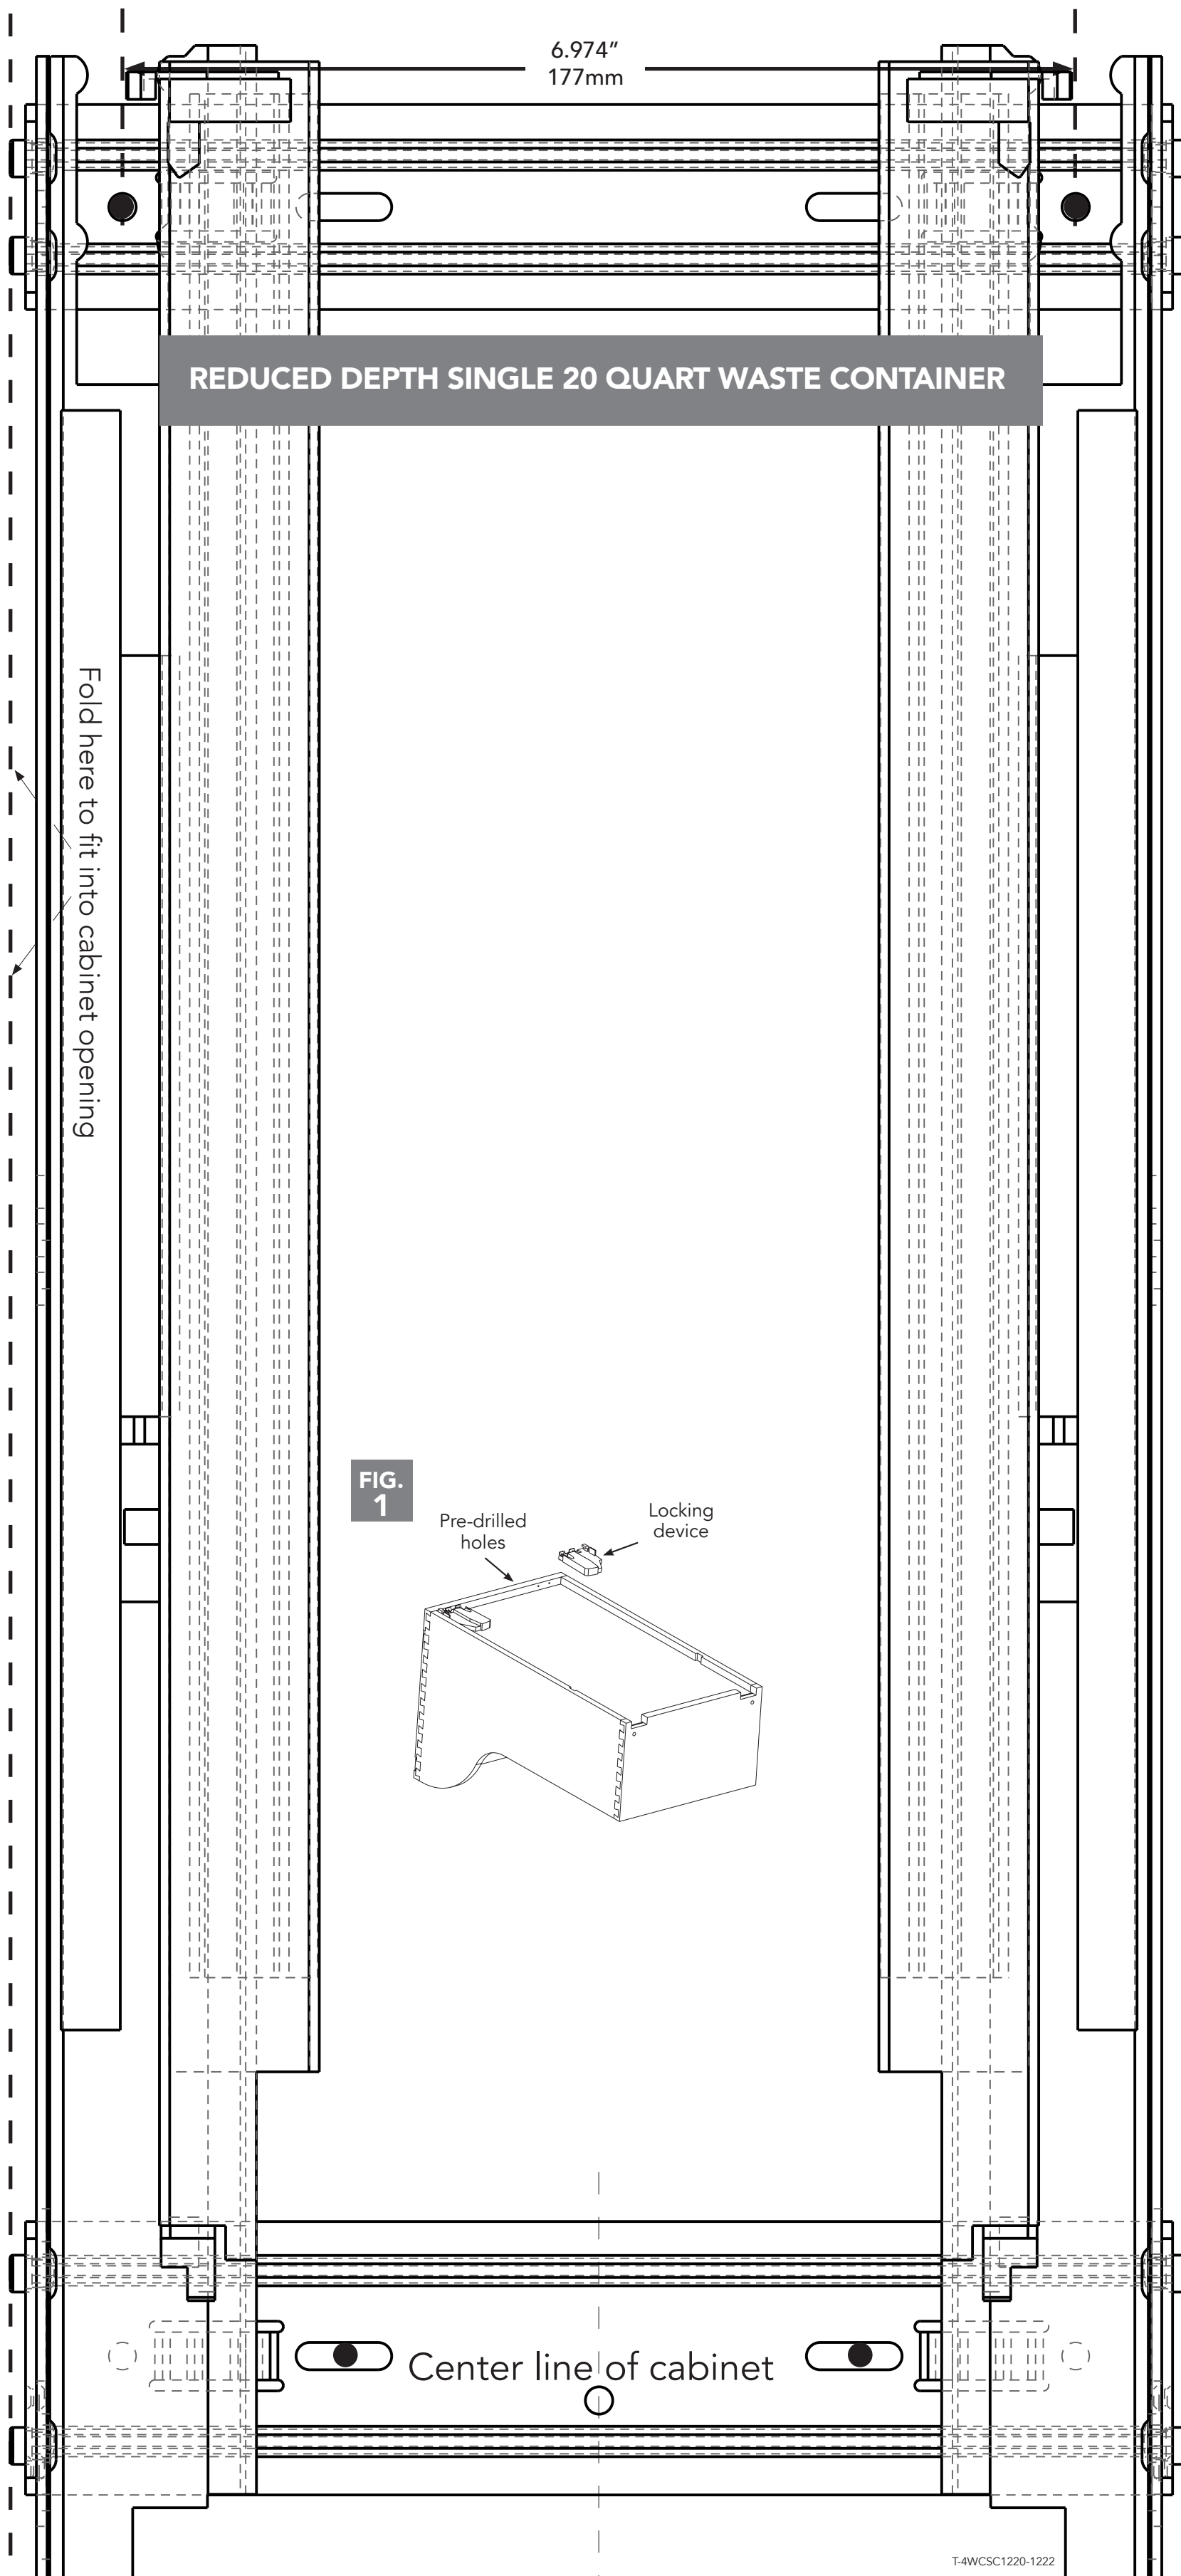 6.974”
177mm
REDUCED DEPTH SINGLE 20 QUART WASTE CONTAINER
Fold here to fit into cabinet opening
FIG.
1
Pre-drilled
holes
Locking
device
Center line of cabinet
T-4WCSC1220-1222